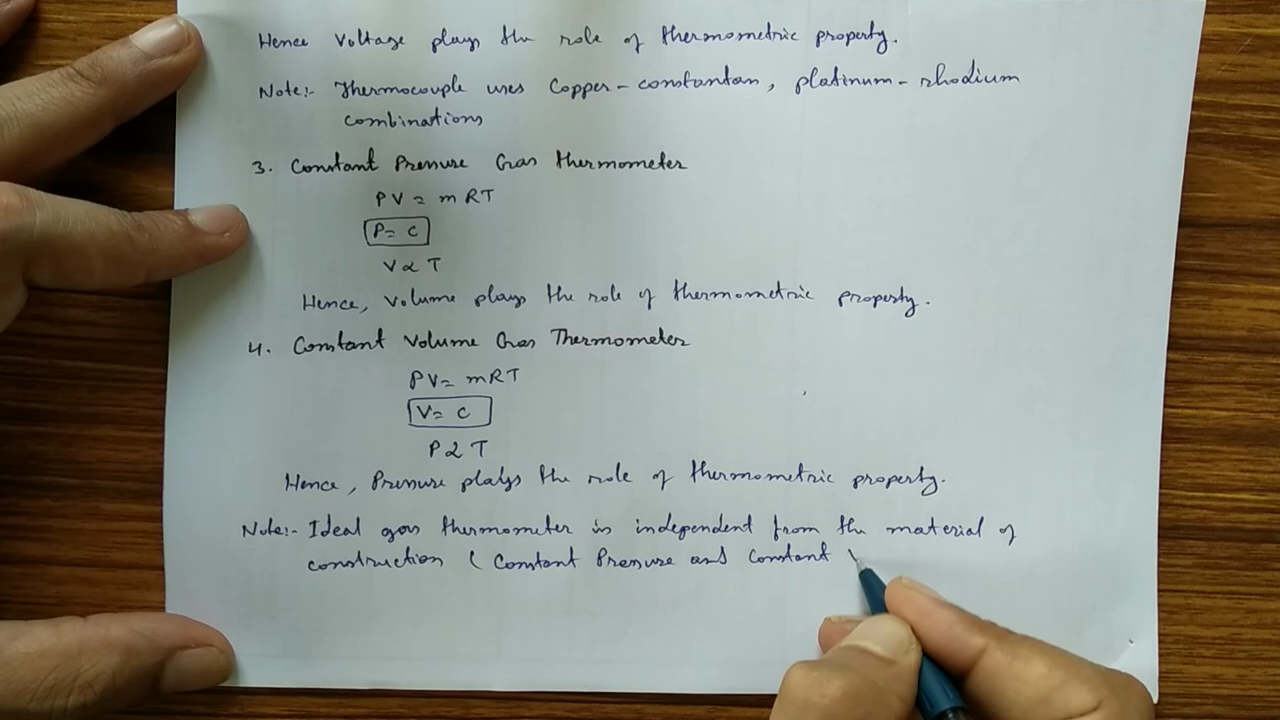 Hence Voltage plays the role of thermometric property.
Note:- Thermocouple uses Copper-constantan, platinum-rhodium
combinations
3. Constant Pressure Gas thermometer
PV = mRT
P = C
V ∝ T
Hence, Volume plays the role of thermometric property.
4. Constant Volume Gas Thermometer
PV = mRT
V = C
P ∝ T
Hence, Pressure platys the role of thermometric property.
Note:- Ideal gas thermometer is independent from the material of
construction ( Constant Pressure and Constant